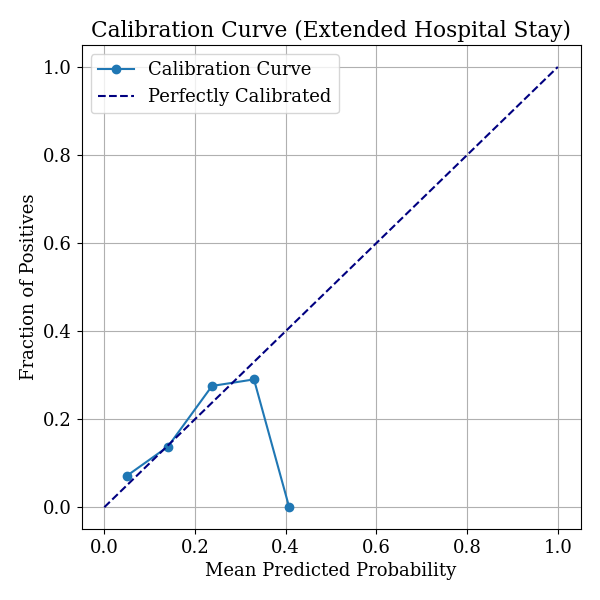 Calibration Curve (Extended Hospital Stay)
Calibration Curve
Perfectly Calibrated
Fraction of Positives
1.0
0.8
0.6
0.4
0.2
0.0
0.0 0.2 0.4 0.6 0.8 1.0
Mean Predicted Probability